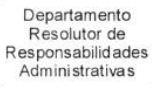 Departamento
Resolutor de
Responsabilidades
Administrativas